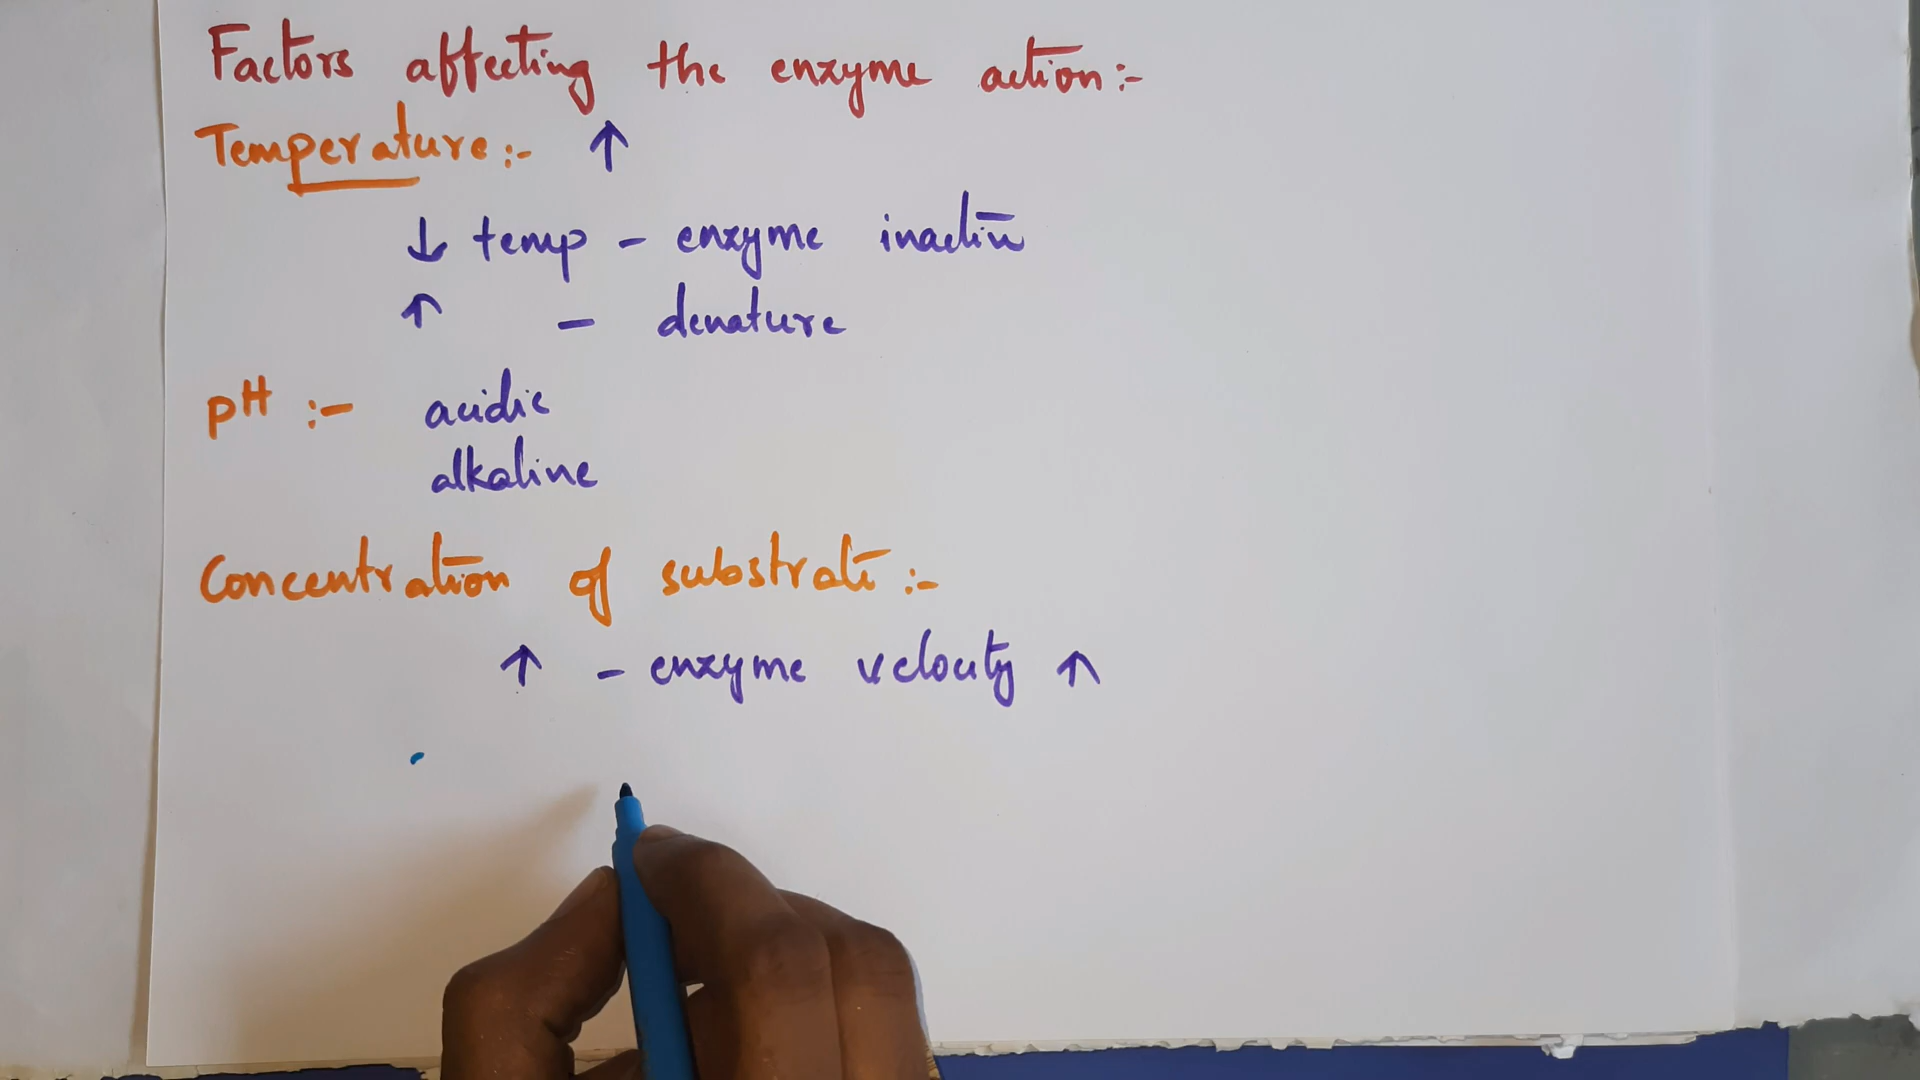 Factors affecting the enzyme action:-
Temperature:- ↑
↓ temp - enzyme inactive
↑ - denature
pH :- acidic
alkaline
Concentration of substrate:-
↑ - enzyme velocity ↑